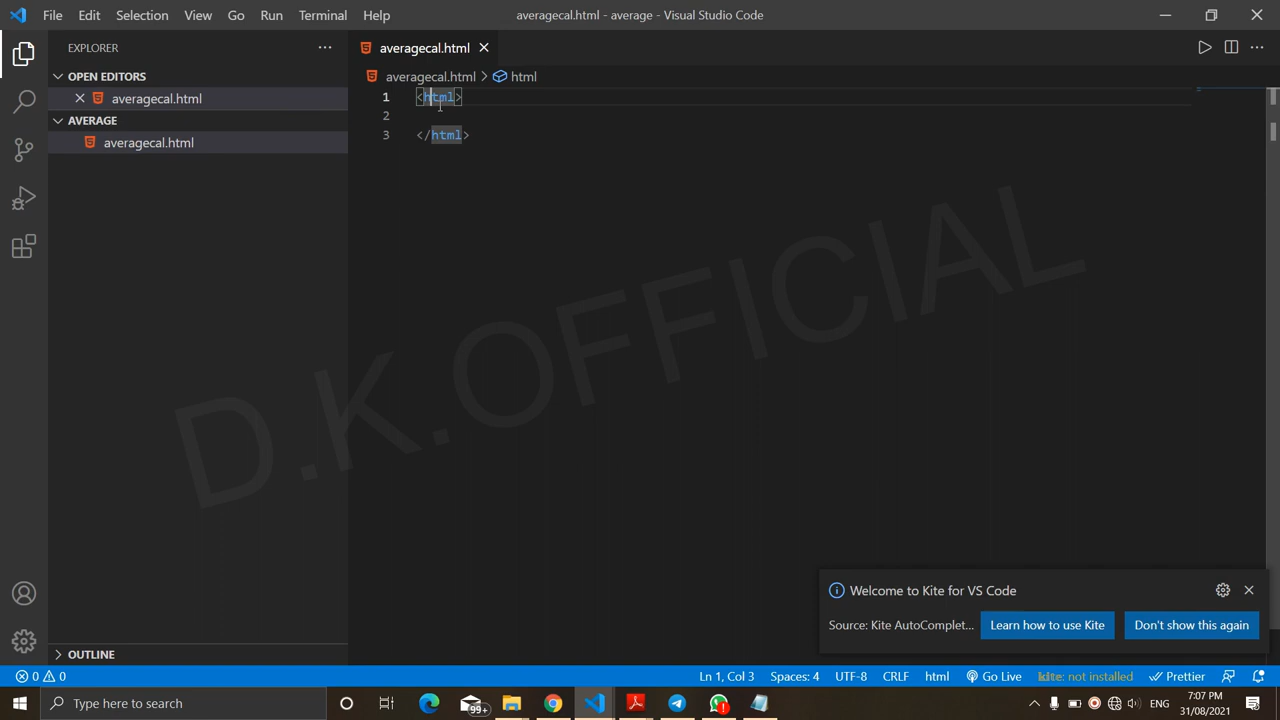 File Edit Selection View Go Run Terminal Help averagecal.html - average - Visual Studio Code
EXPLORER
OPEN EDITORS
averagecal.html
AVERAGE
averagecal.html
OUTLINE
averagecal.html
averagecal.html > html
1 <html>
2
3 </html>
D.K.OFFICIAL
Welcome to Kite for VS Code
Source: Kite AutoComplet... Learn how to use Kite Don't show this again
0 0 Ln 1, Col 3 Spaces: 4 UTF-8 CRLF html Go Live kite: not installed Prettier
Type here to search 99+ ENG 7:07 PM
31/08/2021